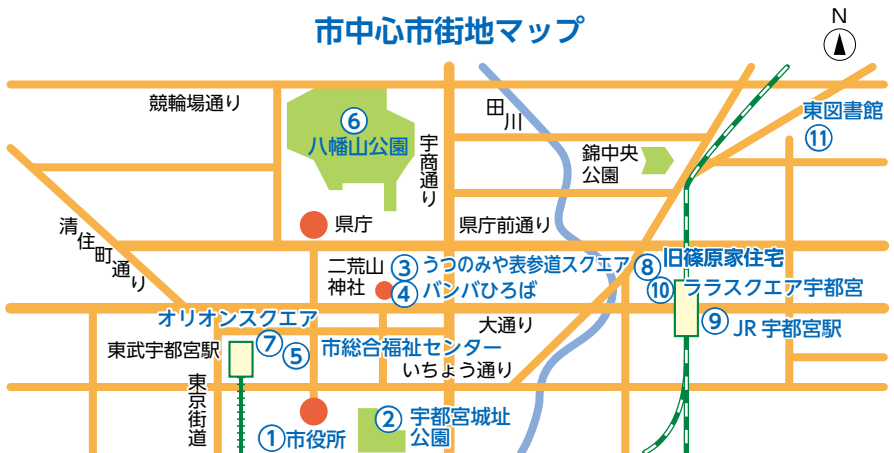 市中心市街地マップ
N
競輪場通り
田川
東図書館
⑪
⑥
八幡山公園
宇商通り
錦中央
公園
清住町通り
県庁
県庁前通り
二荒山
神社
③うつのみや表参道スクエア
④バンバひろば
⑧旧篠原家住宅
⑩ララスクエア宇都宮
⑨JR宇都宮駅
オリオンスクエア
⑦
大通り
東武宇都宮駅
⑤市総合福祉センター
いちょう通り
東京街道
①市役所
②宇都宮城址
公園